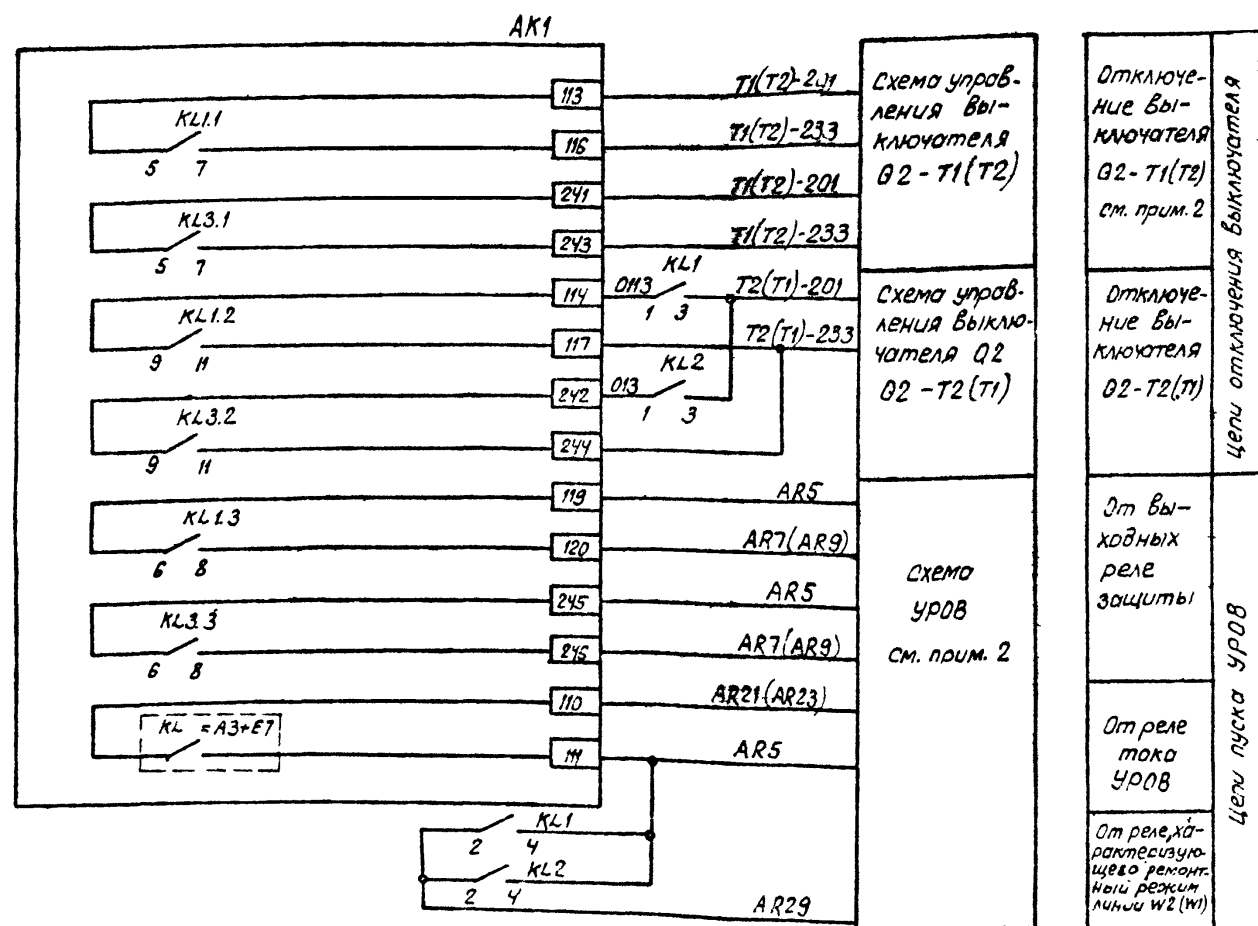 AK1
113
T1(T2)-201
KL1.1
5 7
116
T1(T2)-233
241
T1(T2)-201
KL3.1
5 7
243
T1(T2)-233
114
0113
KL1
1 3
T2(T1)-201
KL1.2
9 11
117
T2(T1)-233
242
013
KL2
1 3
KL3.2
9 11
244
119
AR5
KL1.3
6 8
120
AR7(AR9)
245
AR5
KL3.3
6 8
AR7(AR9)
110
AR21(AR23)
KL =A3+E7
111
AR5
KL1
2 4
KL2
2 4
AR29
Схема управ-
ления вы-
ключателя
Q2-T1(T2)
Схема управ-
ления выклю-
чателя Q2
Q2-T2(T1)
Схема
УРОВ
см. прим. 2
Отключе-
ние вы-
ключателя
Q2-T1(T2)
см. прим. 2
Отключе-
ние вы-
ключателя
Q2-T2(T1)
От вы-
ходных
реле
защиты
От реле
тока
УРОВ
От реле, ха-
рактеризую-
щего ремонт-
ный режим
линии W2(W1)
Цепи отключения выключателя
Цепи пуска УРОВ